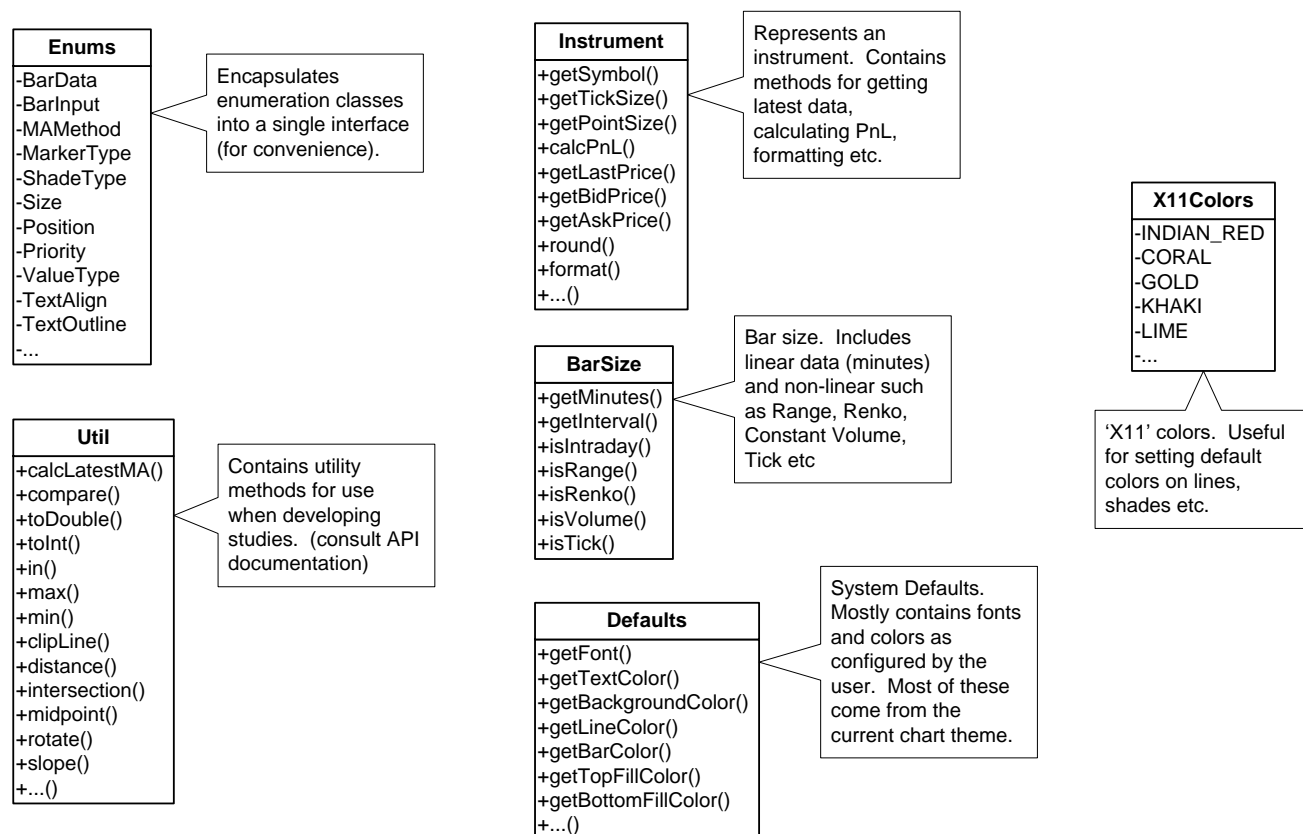 Enums
-BarData
-BarInput
-MAMethod
-MarkerType
-ShadeType
-Size
-Position
-Priority
-ValueType
-TextAlign
-TextOutline
-...
Encapsulates
enumeration classes
into a single interface
(for convenience).
Util
+calcLatestMA()
+compare()
+toDouble()
+toInt()
+in()
+max()
+min()
+clipLine()
+distance()
+intersection()
+midpoint()
+rotate()
+slope()
+...()
Contains utility
methods for use
when developing
studies.  (consult API
documentation)
Instrument
+getSymbol()
+getTickSize()
+getPointSize()
+calcPnL()
+getLastPrice()
+getBidPrice()
+getAskPrice()
+round()
+format()
+...()
Represents an
instrument.  Contains
methods for getting
latest data,
calculating PnL,
formatting etc.
BarSize
+getMinutes()
+getInterval()
+isIntraday()
+isRange()
+isRenko()
+isVolume()
+isTick()
Bar size.  Includes
linear data (minutes)
and non-linear such
as Range, Renko,
Constant Volume,
Tick etc
Defaults
+getFont()
+getTextColor()
+getBackgroundColor()
+getLineColor()
+getBarColor()
+getTopFillColor()
+getBottomFillColor()
+...()
System Defaults.
Mostly contains fonts
and colors as
configured by the
user.  Most of these
come from the
current chart theme.
X11Colors
-INDIAN_RED
-CORAL
-GOLD
-KHAKI
-LIME
-...
‘X11’ colors.  Useful
for setting default
colors on lines,
shades etc.